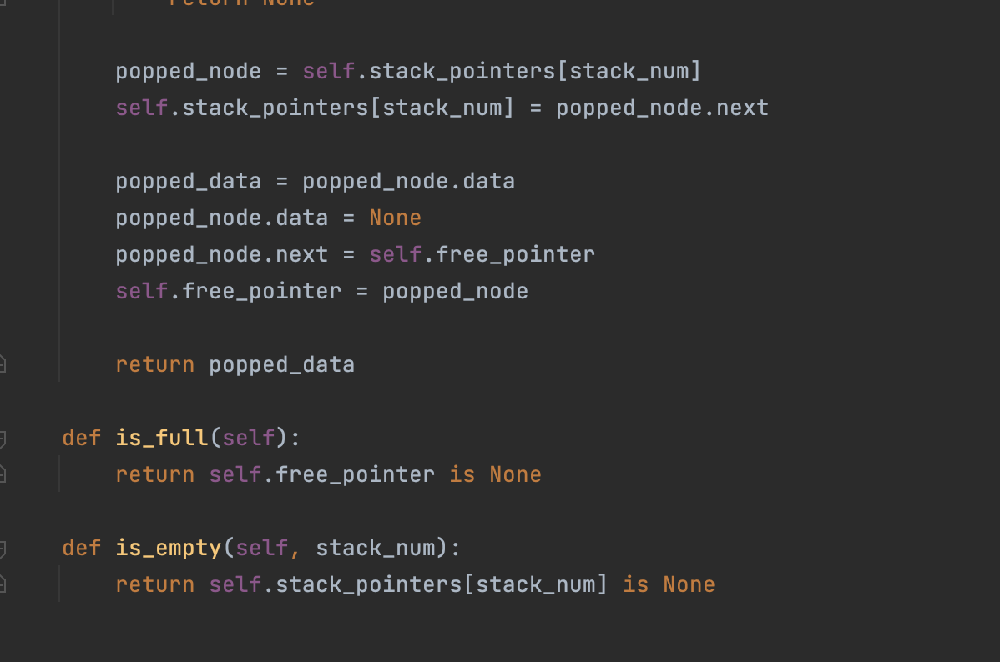 return None
popped_node = self.stack_pointers[stack_num]
self.stack_pointers[stack_num] = popped_node.next
popped_data = popped_node.data
popped_node.data = None
popped_node.next = self.free_pointer
self.free_pointer = popped_node
return popped_data
def is_full(self):
return self.free_pointer is None
def is_empty(self, stack_num):
return self.stack_pointers[stack_num] is None